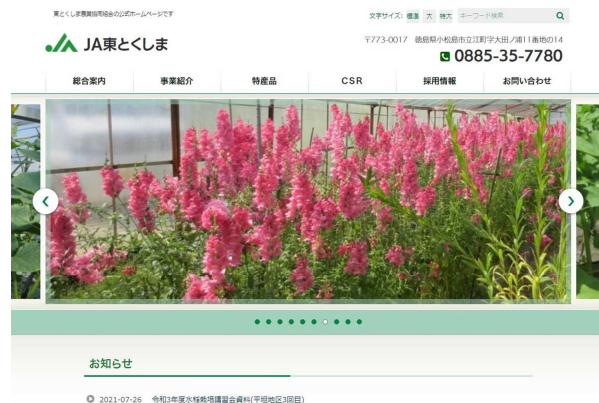 東とくしま農業協同組合の公式ホームページです
文字サイズ: 標準 大 特大 キーワード検索
JA東とくしま
〒773-0017 徳島県小松島市立江町字大田ノ浦11番地の14
0885-35-7780
総合案内 事業紹介 特産品 CSR 採用情報 お問い合わせ
お知らせ
2021-07-26 令和3年度水稲栽培講習会資料(平坦地区3回目)